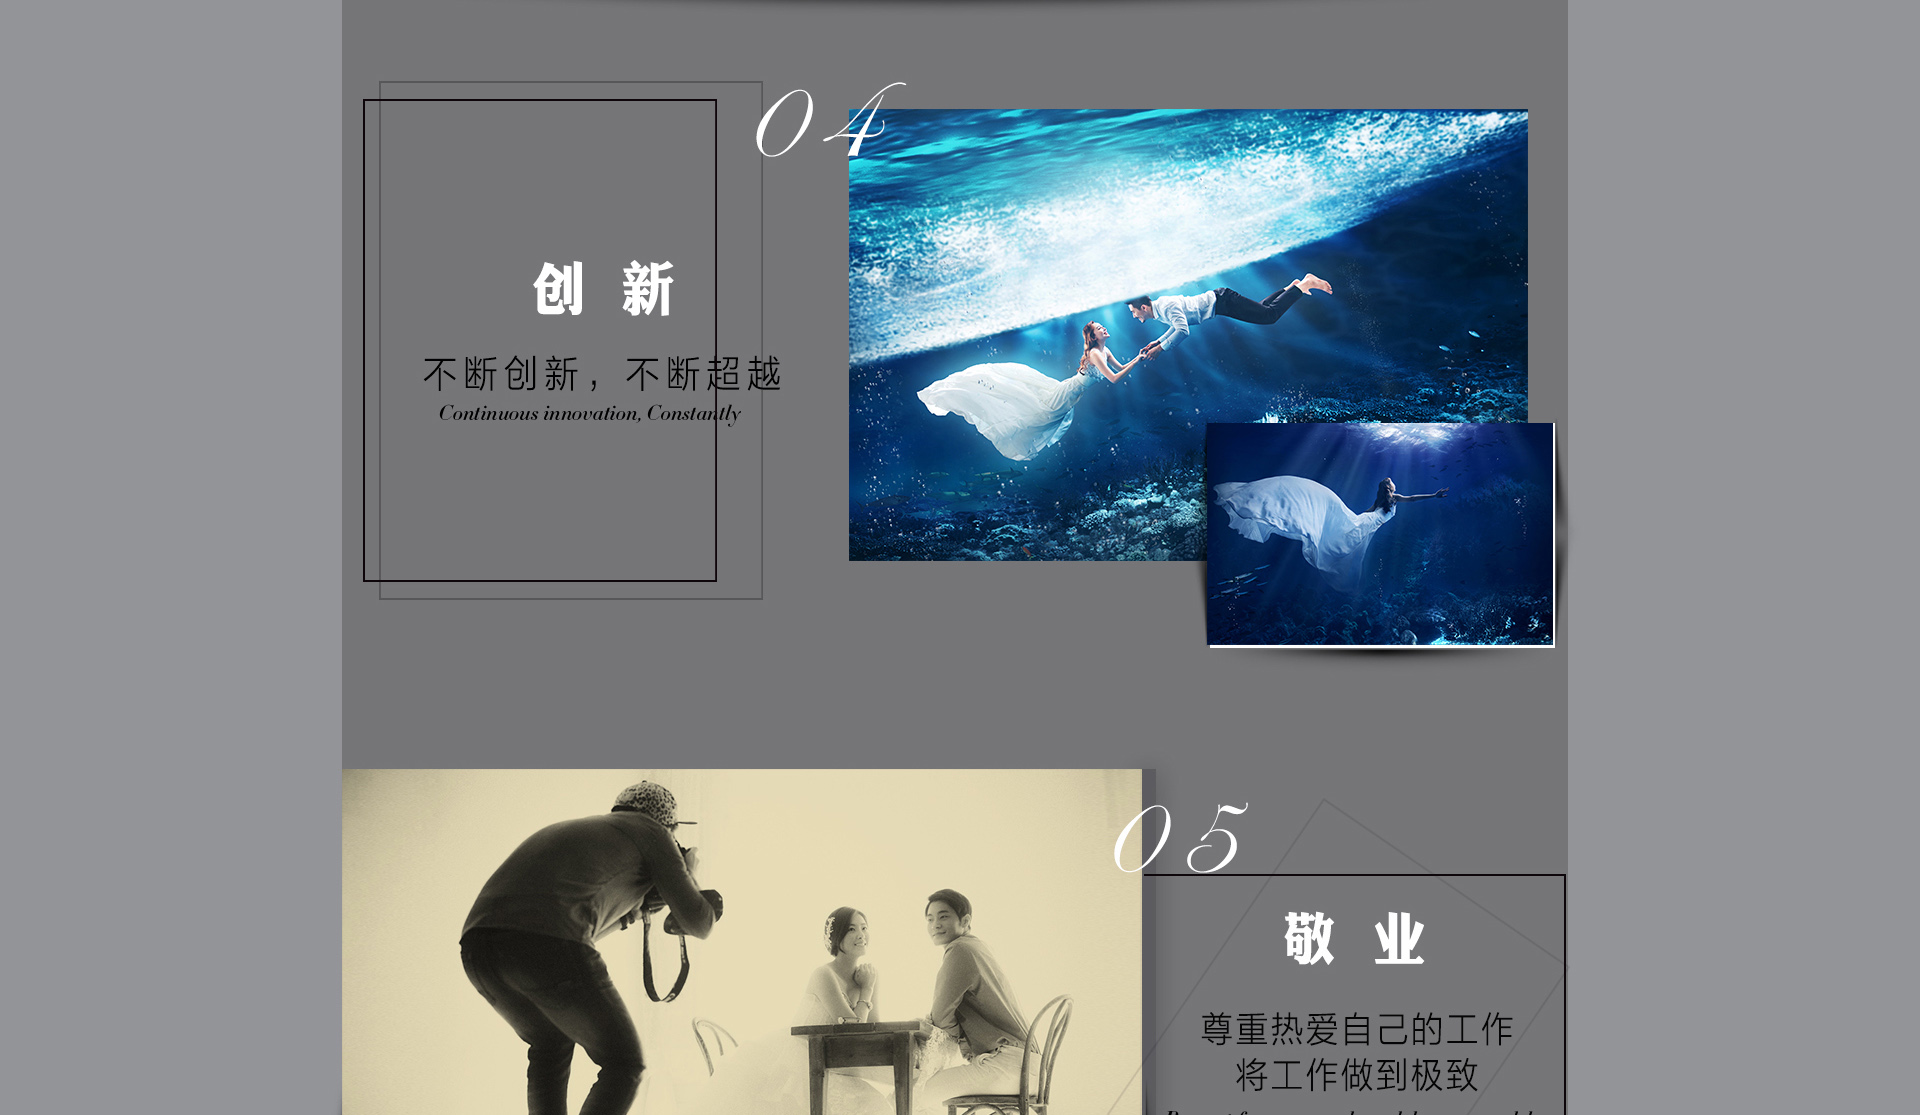 04
创 新
不断创新，不断超越
Continuous innovation, Constantly
05
敬 业
尊重热爱自己的工作
将工作做到极致